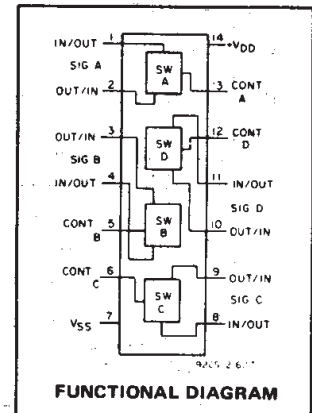 IN/OUT 1 14 +VDD
SIG A SW A
OUT/IN 2 13 CONT A
OUT/IN 3 SW D 12 CONT D
SIG B
IN/OUT 4 11 IN/OUT
SIG D
SW B 10 OUT/IN
CONT B 5
CONT C 6 9 OUT/IN
SW C SIG C
VSS 7 8 IN/OUT
92CS
FUNCTIONAL DIAGRAM